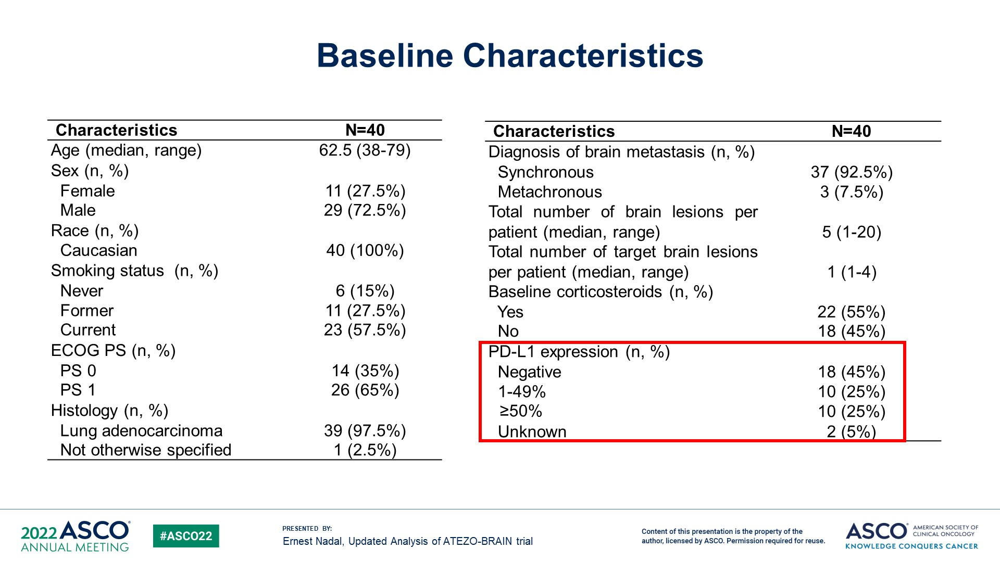 Baseline Characteristics
Characteristics N=40
Age (median, range) 62.5 (38-79)
Sex (n, %)
Female 11 (27.5%)
Male 29 (72.5%)
Race (n, %)
Caucasian 40 (100%)
Smoking status (n, %)
Never 6 (15%)
Former 11 (27.5%)
Current 23 (57.5%)
ECOG PS (n, %)
PS 0 14 (35%)
PS 1 26 (65%)
Histology (n, %)
Lung adenocarcinoma 39 (97.5%)
Not otherwise specified 1 (2.5%)
Characteristics N=40
Diagnosis of brain metastasis (n, %)
Synchronous 37 (92.5%)
Metachronous 3 (7.5%)
Total number of brain lesions per
patient (median, range) 5 (1-20)
Total number of target brain lesions
per patient (median, range) 1 (1-4)
Baseline corticosteroids (n, %)
Yes 22 (55%)
No 18 (45%)
PD-L1 expression (n, %)
Negative 18 (45%)
1-49% 10 (25%)
≥50% 10 (25%)
Unknown 2 (5%)
2022 ASCO®
ANNUAL MEETING
#ASCO22
PRESENTED BY:
Ernest Nadal, Updated Analysis of ATEZO-BRAIN trial
Content of this presentation is the property of the
author, licensed by ASCO. Permission required for reuse.
ASCO® AMERICAN SOCIETY OF
CLINICAL ONCOLOGY
KNOWLEDGE CONQUERS CANCER